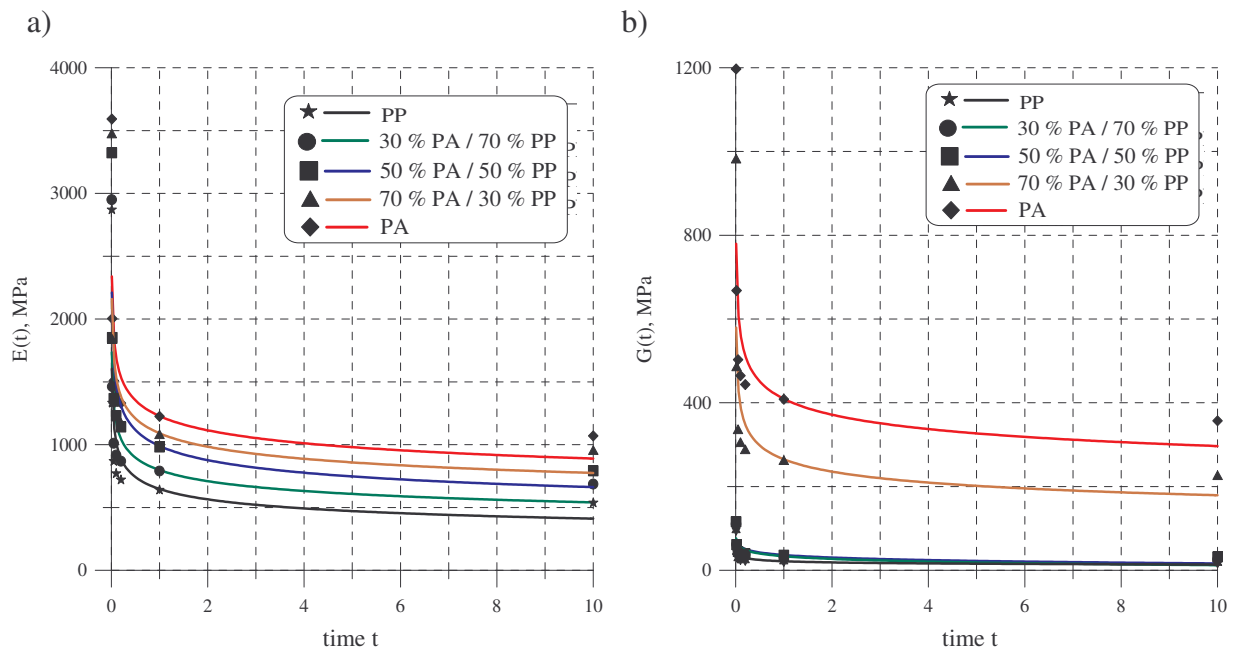 a)
4000
3000
2000
1000
0
E(t), MPa
PP
30 % PA / 70 % PP
50 % PA / 50 % PP
70 % PA / 30 % PP
PA
0
2
4
6
8
10
time t
b)
1200
800
400
0
G(t), MPa
PP
30 % PA / 70 % PP
50 % PA / 50 % PP
70 % PA / 30 % PP
PA
0
2
4
6
8
10
time t